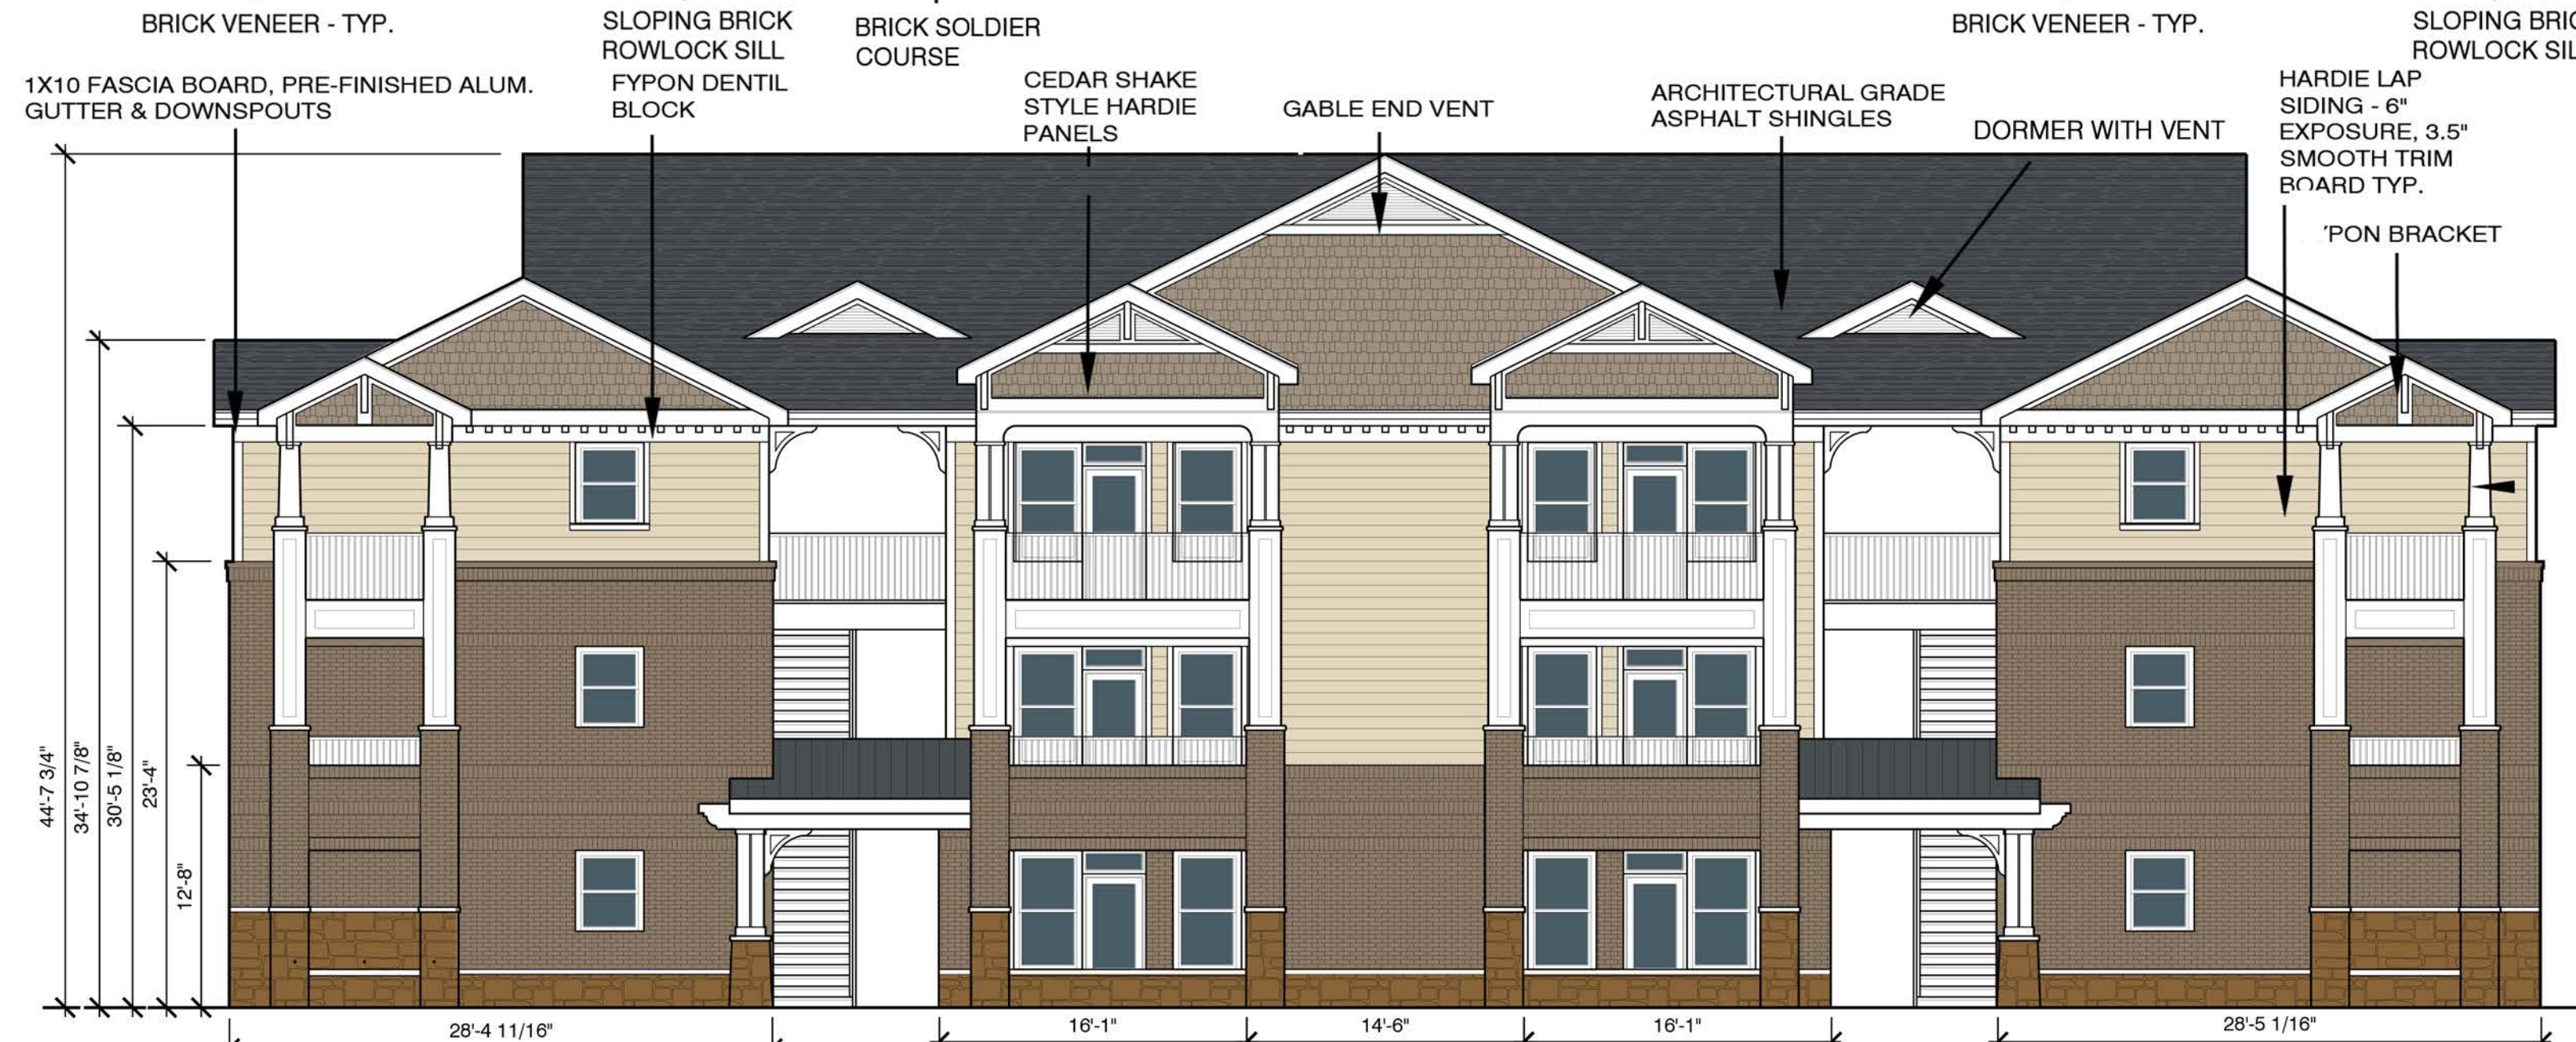 BRICK VENEER - TYP.
SLOPING BRICK
ROWLOCK SILL
BRICK SOLDIER
COURSE
BRICK VENEER - TYP.
SLOPING
ROWLOCK
1X10 FASCIA BOARD, PRE-FINISHED ALUM.
GUTTER & DOWNSPOUTS
FYPON DENTIL
BLOCK
CEDAR SHAKE
STYLE HARDIE
PANELS
GABLE END VENT
ARCHITECTURAL GRADE
ASPHALT SHINGLES
DORMER WITH VENT
HARDIE LAP
SIDING - 6"
EXPOSURE, 3.5"
SMOOTH TRIM
BOARD TYP.
BRACKET
44'-7 3/4"
34'-10 7/8"
30'-5 1/8"
23'-4"
12'-8"
28'-4 11/16"
16'-1"
14'-6"
16'-1"
28'-5 1/16"